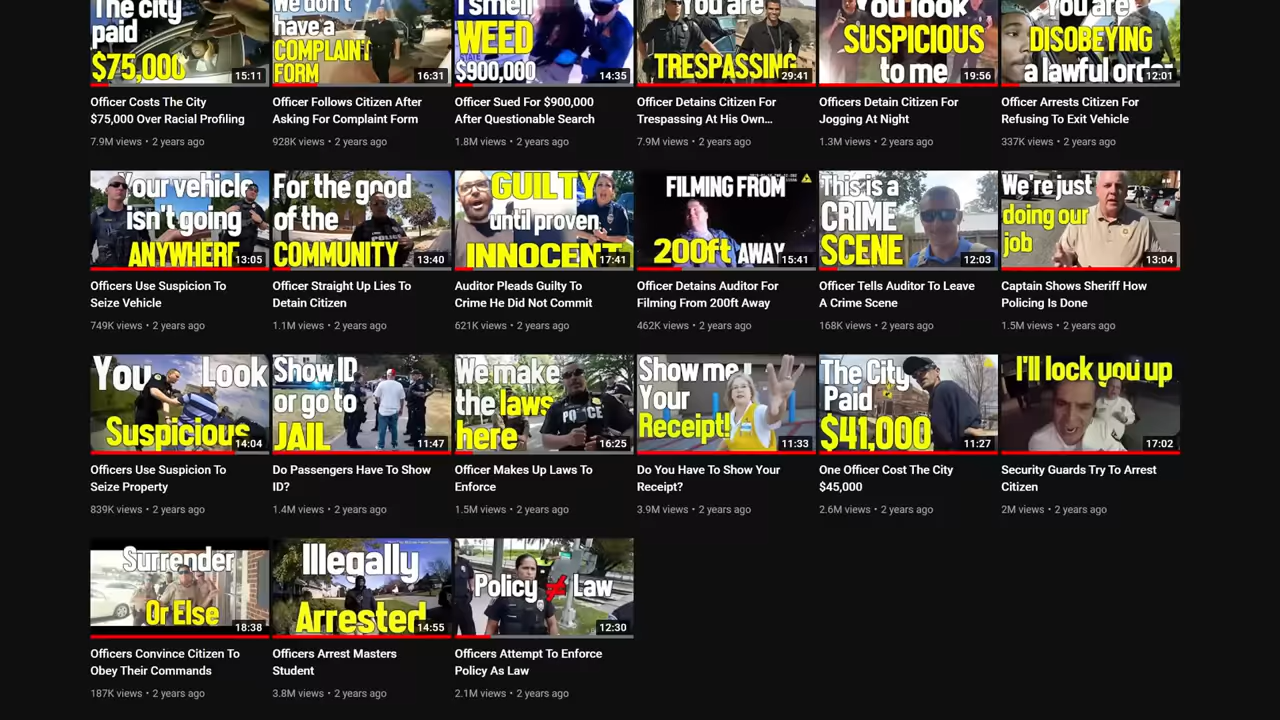 The city
paid
$75,000
15:11
We don't
have a
COMPLAINT
FORM
16:31
I smell
WEED
$900,000
14:35
You are
TRESPASSING
29:41
You look
SUSPICIOUS
to me
19:56
You are
DISOBEYING
a lawful order
12:01
Officer Costs The City
$75,000 Over Racial Profiling
7.9M views • 2 years ago
Officer Follows Citizen After
Asking For Complaint Form
928K views • 2 years ago
Officer Sued For $900,000
After Questionable Search
1.8M views • 2 years ago
Officer Detains Citizen For
Trespassing At His Own...
7.9M views • 2 years ago
Officers Detain Citizen For
Jogging At Night
1.3M views • 2 years ago
Officer Arrests Citizen For
Refusing To Exit Vehicle
337K views • 2 years ago
Your vehicle
isn't going
ANYWHERE
13:05
For the good
of the
COMMUNITY
13:40
GUILTY
until proven
INNOCENT
17:41
FILMING FROM
200ft AWAY
15:41
This is a
CRIME
SCENE
12:03
We're just
doing our
job
13:04
Officers Use Suspicion To
Seize Vehicle
749K views • 2 years ago
Officer Straight Up Lies To
Detain Citizen
1.1M views • 2 years ago
Auditor Pleads Guilty To
Crime He Did Not Commit
621K views • 2 years ago
Officer Detains Auditor For
Filming From 200ft Away
462K views • 2 years ago
Officer Tells Auditor To Leave
A Crime Scene
168K views • 2 years ago
Captain Shows Sheriff How
Policing Is Done
1.5M views • 2 years ago
You Look
Suspicious
14:04
Show ID
or go to
JAIL
11:47
We make
the laws
here
POLICE
16:25
Show me
Your
Receipt!
11:33
The City
Paid
$41,000
11:27
I'll lock you up
17:02
Officers Use Suspicion To
Seize Property
839K views • 2 years ago
Do Passengers Have To Show
ID?
1.4M views • 2 years ago
Officer Makes Up Laws To
Enforce
1.5M views • 2 years ago
Do You Have To Show Your
Receipt?
3.9M views • 2 years ago
One Officer Cost The City
$45,000
2.6M views • 2 years ago
Security Guards Try To Arrest
Citizen
2M views • 2 years ago
Surrender
Or Else
18:38
Illegally
Arrested
14:55
Policy ≠ Law
12:30
Officers Convince Citizen To
Obey Their Commands
187K views • 2 years ago
Officers Arrest Masters
Student
3.8M views • 2 years ago
Officers Attempt To Enforce
Policy As Law
2.1M views • 2 years ago